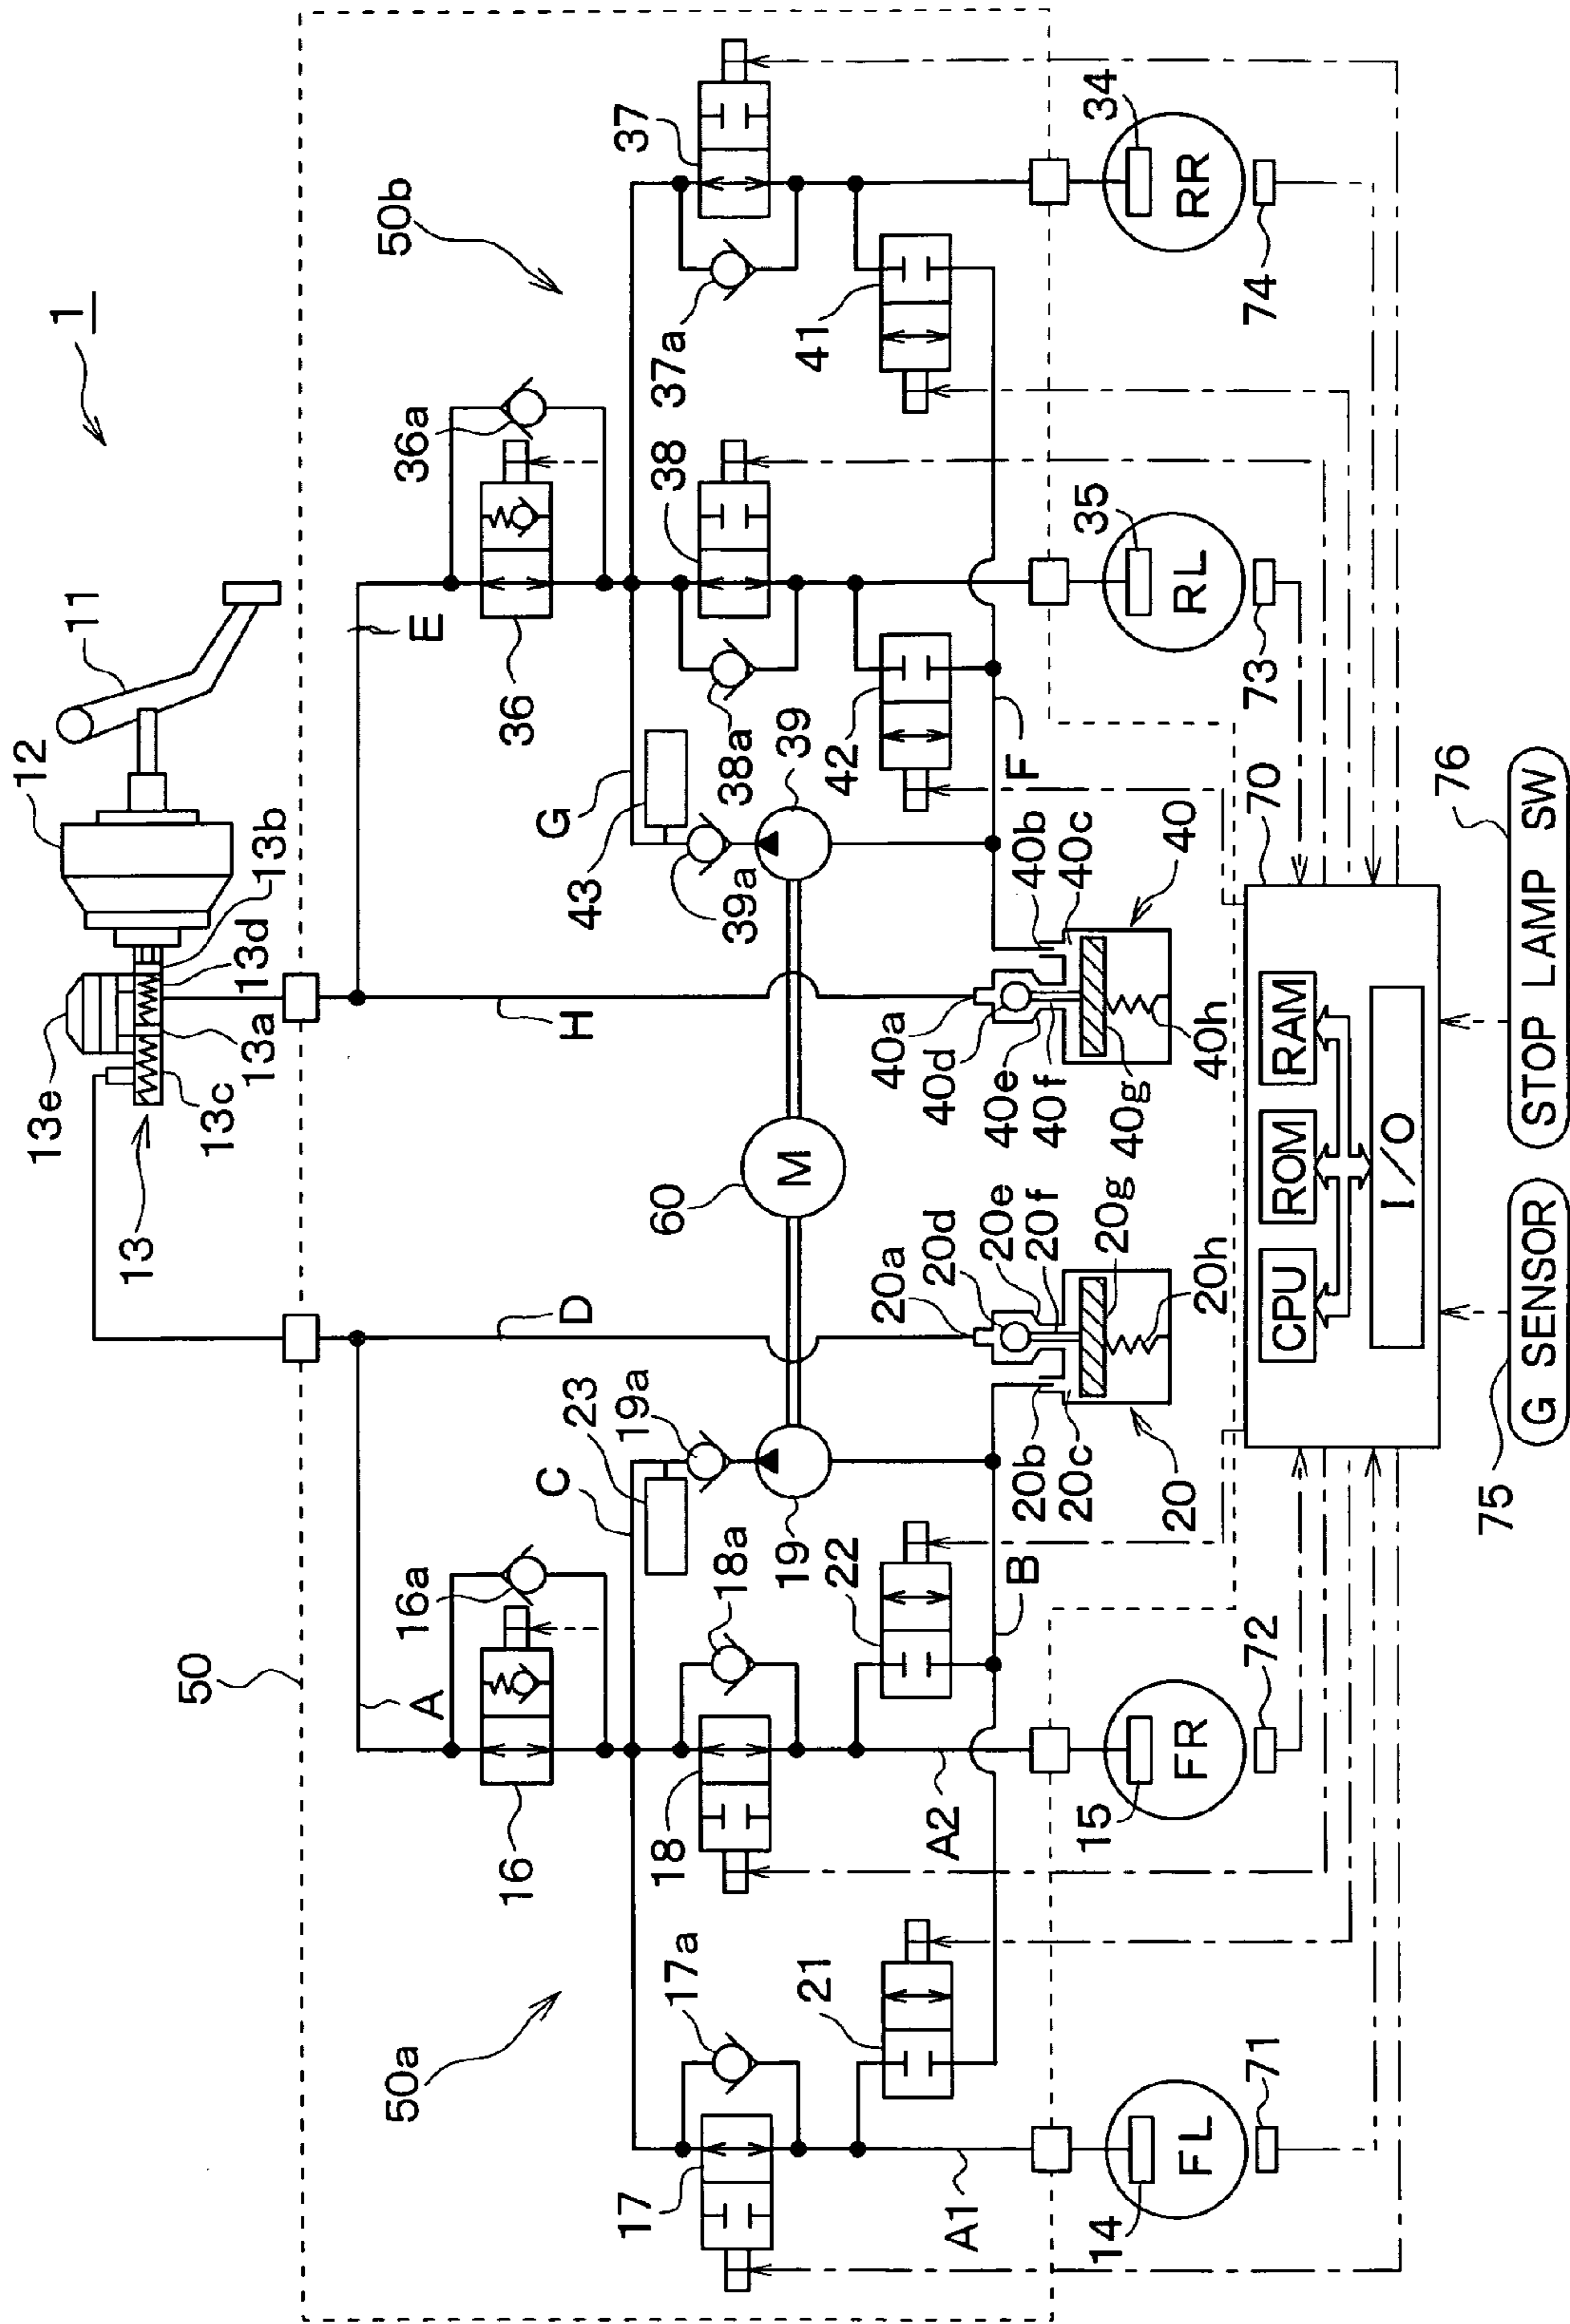 1
11
12
13e
13b
13d
13a
13c
13
50
50a
50b
A
E
16a
36a
16
36
D
H
C
G
23
43
19a
39a
17
17a
18
18a
38
38a
37
37a
19
39
60
M
21
22
42
41
B
F
A1
A2
20a
20d
20e
20f
20g
20h
20b
20c
20
40a
40d
40e
40f
40g
40h
40b
40c
40
14
FL
71
15
FR
72
35
RL
73
34
RR
74
70
CPU
ROM
RAM
I/O
75
G SENSOR
76
STOP LAMP SW